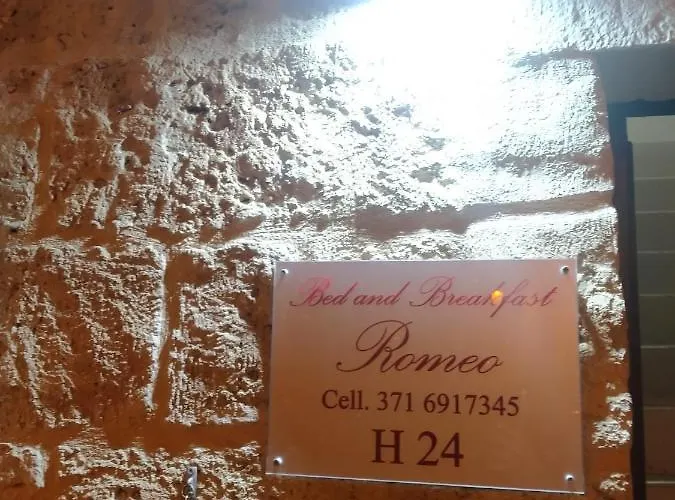 Bed and Breakfast
Romeo
Cell. 371 6917345
H 24